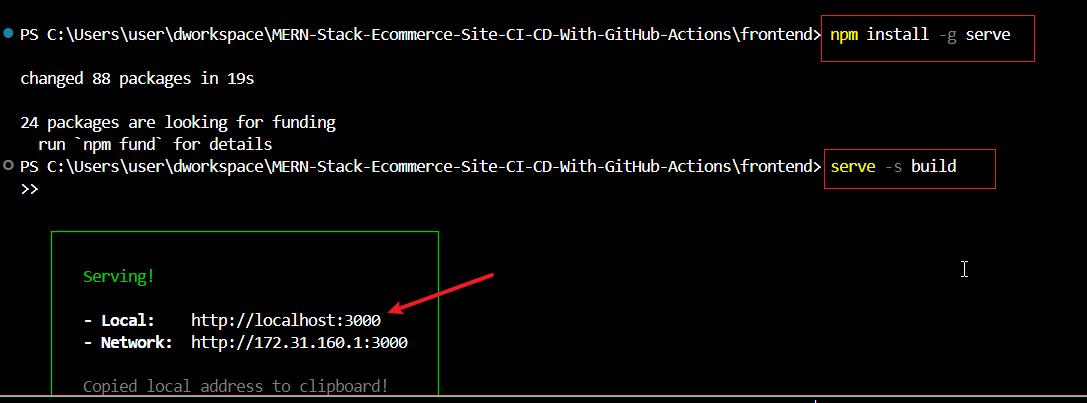 PS C:\Users\user\dworkspace\MERN-Stack-Ecommerce-Site-CI-CD-With-GitHub-Actions\frontend> npm install -g serve
changed 88 packages in 19s
24 packages are looking for funding
  run `npm fund` for details
PS C:\Users\user\dworkspace\MERN-Stack-Ecommerce-Site-CI-CD-With-GitHub-Actions\frontend> serve -s build
>>
Serving!
- Local:    http://localhost:3000
- Network:  http://172.31.160.1:3000
Copied local address to clipboard!